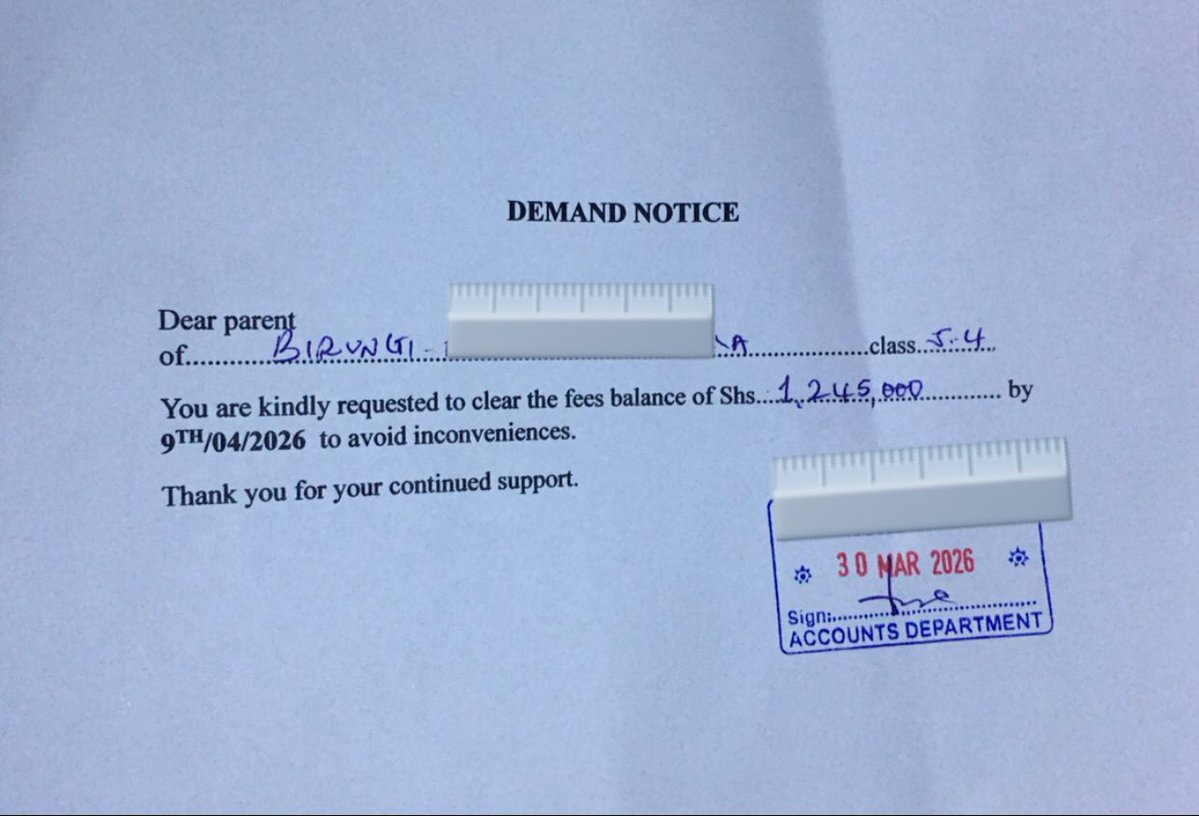 DEMAND NOTICE
Dear parent
of............BIRUNGI - A.................class...S.4..
You are kindly requested to clear the fees balance of Shs....1,245,000............. by
9TH/04/2026 to avoid inconveniences.
Thank you for your continued support.
30 MAR 2026
Sign:..............................
ACCOUNTS DEPARTMENT